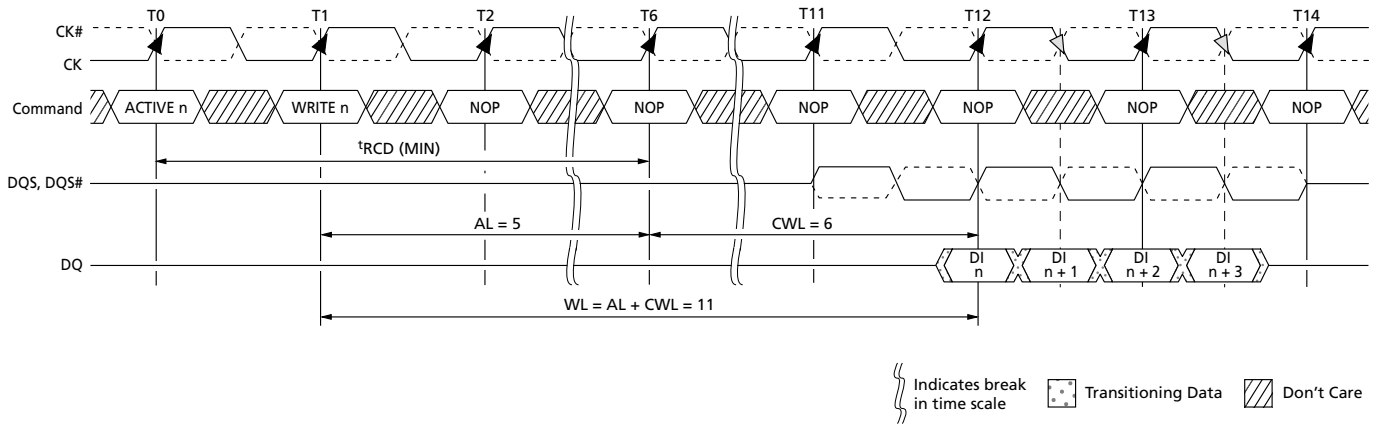 T0 T1 T2 T6 T11 T12 T13 T14
CK#
CK
Command ACTIVE n WRITE n NOP NOP NOP NOP NOP NOP
tRCD (MIN)
DQS, DQS#
AL = 5 CWL = 6
DQ DI n DI n + 1 DI n + 2 DI n + 3
WL = AL + CWL = 11
Indicates break
in time scale
Transitioning Data
Don't Care